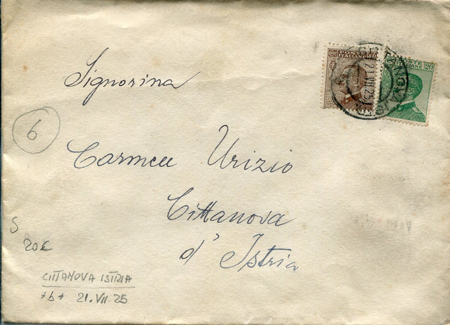 Signorina
6
Carmen Urizio
Cittanova
d'Istria
S
20€
CITTANOVA ISTRIA
*b* 21.VII.25